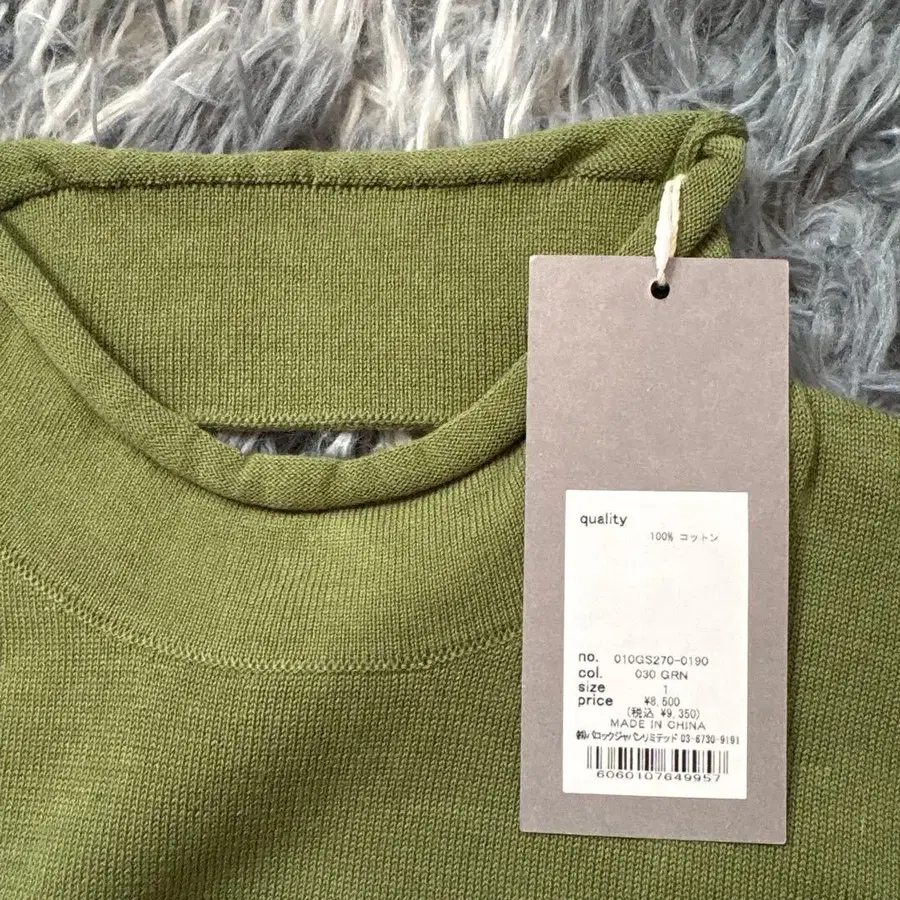 quality
100% コットン
no. 010GS270-0190
col. 030 GRN
size 1
price ¥8,500
(税込 ¥9,350)
MADE IN CHINA
㈱バロックジャパンリミテッド 03-6730-9191
6060107649957